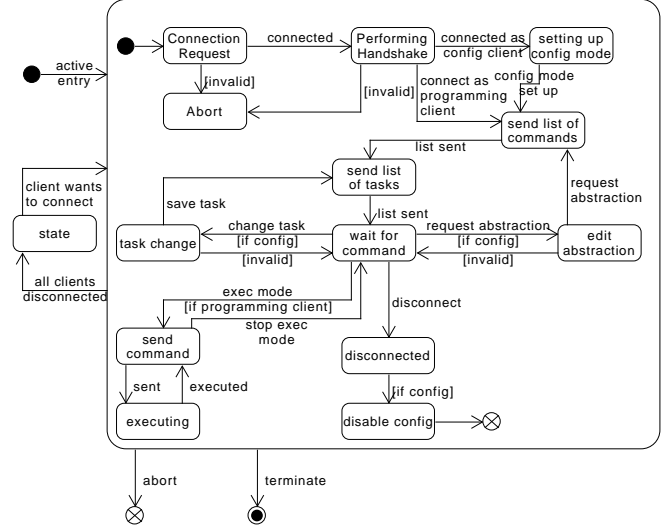 Connection
Request
connected
Performing
Handshake
connected as
config client
setting up
config mode
active
entry
[invalid]
Abort
[invalid]
connect as
programming
client
config mode
set up
send list of
commands
list sent
send list
of tasks
request
abstraction
client wants
to connect
save task
list sent
state
task change
change task
[if config]
[invalid]
wait for
command
request abstraction
[if config]
[invalid]
edit
abstraction
all clients
disconnected
exec mode
[if programming client]
stop exec
mode
disconnect
send
command
disconnected
sent
executed
[if config]
executing
disable config
abort
terminate